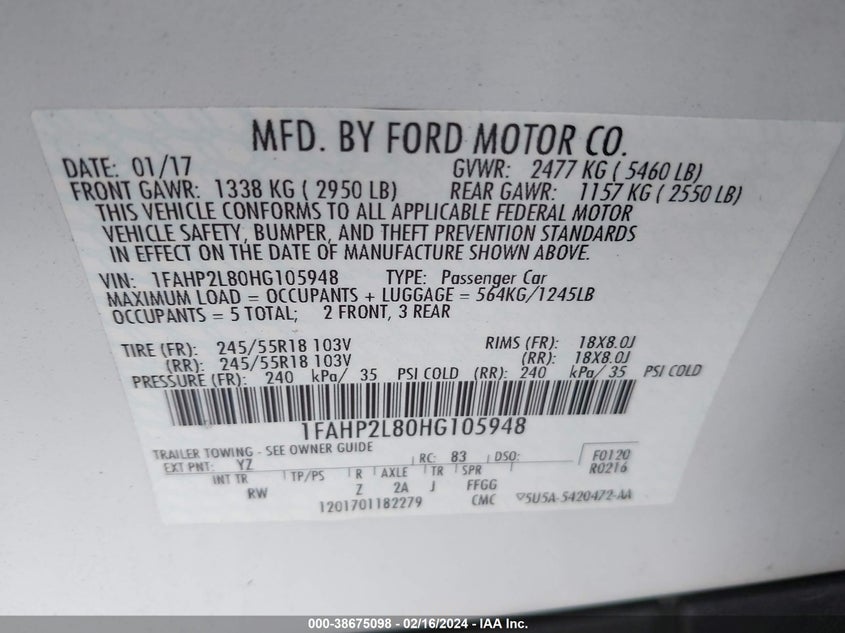 MFD. BY FORD MOTOR CO.
DATE: 01/17 GVWR: 2477 KG ( 5460 LB)
FRONT GAWR: 1338 KG ( 2950 LB) REAR GAWR: 1157 KG ( 2550 LB)
THIS VEHICLE CONFORMS TO ALL APPLICABLE FEDERAL MOTOR
VEHICLE SAFETY, BUMPER, AND THEFT PREVENTION STANDARDS
IN EFFECT ON THE DATE OF MANUFACTURE SHOWN ABOVE.
VIN: 1FAHP2L80HG105948 TYPE: Passenger Car
MAXIMUM LOAD = OCCUPANTS + LUGGAGE = 564KG/1245LB
OCCUPANTS = 5 TOTAL; 2 FRONT, 3 REAR
TIRE (FR): 245/55R18 103V RIMS (FR): 18X8.0J
(RR): 245/55R18 103V (RR): 18X8.0J
PRESSURE (FR): 240 kPa/ 35 PSI COLD (RR): 240 kPa/ 35 PSI COLD
1FAHP2L80HG105948
TRAILER TOWING - SEE OWNER GUIDE
EXT PNT: YZ RC: 83 DSO: F0120
R0216
INT TR TP/PS R AXLE TR SPR
RW Z 2A J FFGG
1201701182279 CMC 5U5A-5420472-AA
000-38675098 - 02/16/2024 - IAA Inc.